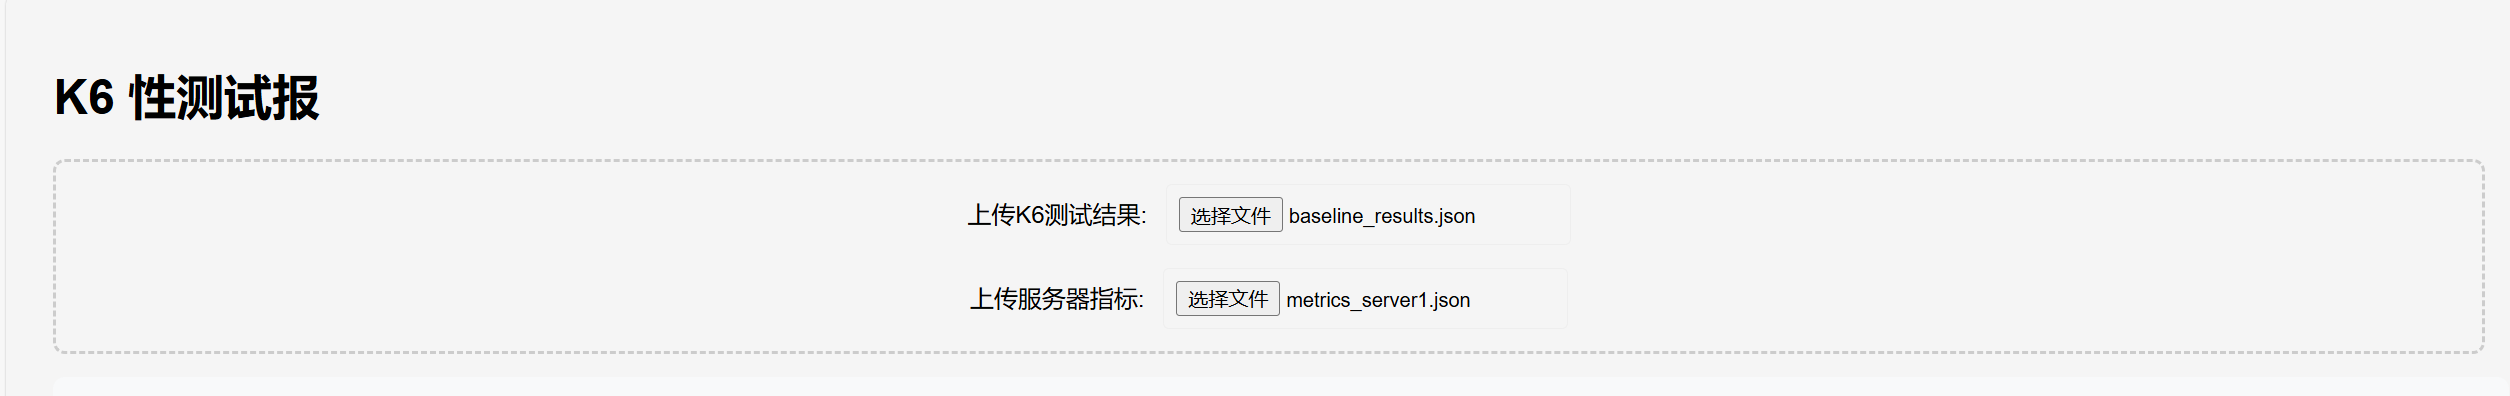 K6 性测试报
上传K6测试结果: 选择文件 baseline_results.json
上传服务器指标: 选择文件 metrics_server1.json